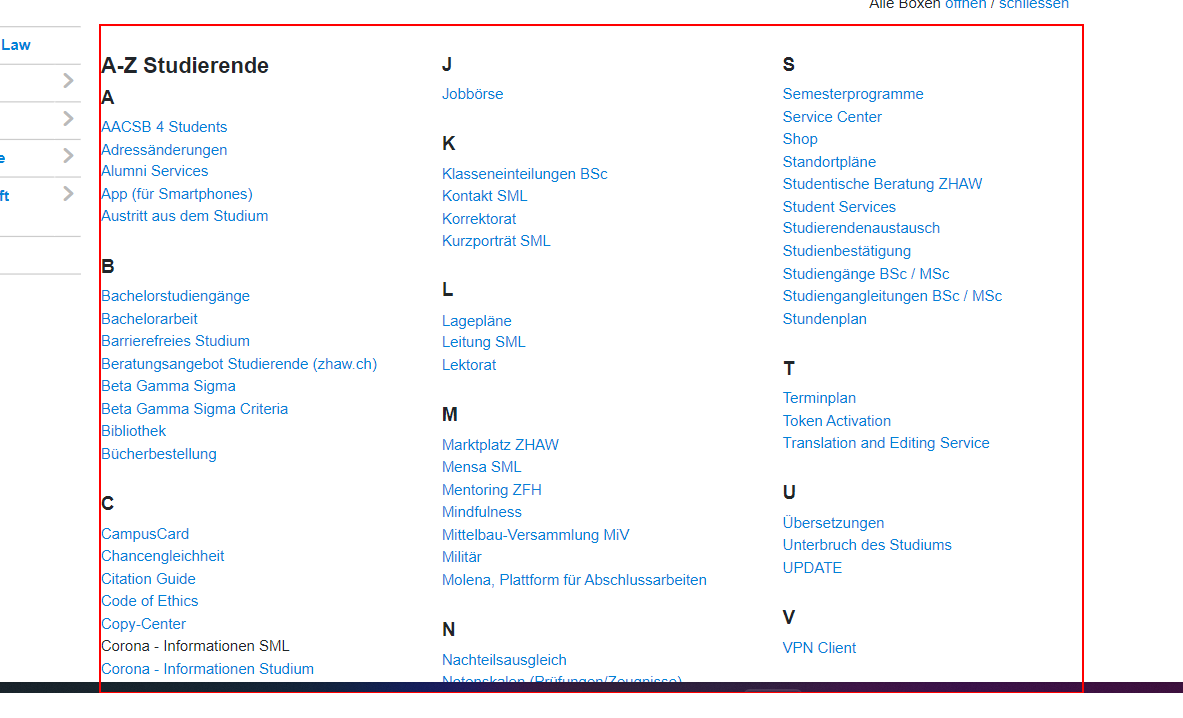 Alle Boxen öffnen / schliessen
Law
e
ft
A-Z Studierende
A
AACSB 4 Students
Adressänderungen
Alumni Services
App (für Smartphones)
Austritt aus dem Studium
B
Bachelorstudiengänge
Bachelorarbeit
Barrierefreies Studium
Beratungsangebot Studierende (zhaw.ch)
Beta Gamma Sigma
Beta Gamma Sigma Criteria
Bibliothek
Bücherbestellung
C
CampusCard
Chancengleichheit
Citation Guide
Code of Ethics
Copy-Center
Corona - Informationen SML
Corona - Informationen Studium
J
Jobbörse
K
Klasseneinteilungen BSc
Kontakt SML
Korrektorat
Kurzporträt SML
L
Lagepläne
Leitung SML
Lektorat
M
Marktplatz ZHAW
Mensa SML
Mentoring ZFH
Mindfulness
Mittelbau-Versammlung MiV
Militär
Molena, Plattform für Abschlussarbeiten
N
Nachteilsausgleich
Notenskalen (Prüfungen/Zeugnisse)
S
Semesterprogramme
Service Center
Shop
Standortpläne
Studentische Beratung ZHAW
Student Services
Studierendenaustausch
Studienbestätigung
Studiengänge BSc / MSc
Studiengangleitungen BSc / MSc
Stundenplan
T
Terminplan
Token Activation
Translation and Editing Service
U
Übersetzungen
Unterbruch des Studiums
UPDATE
V
VPN Client